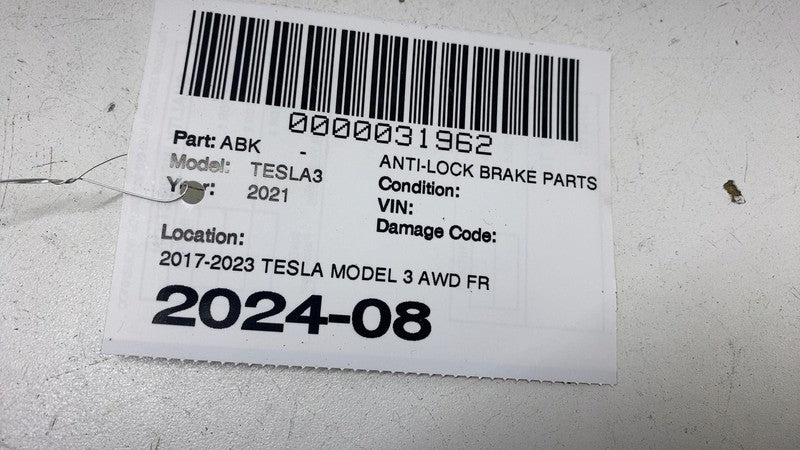 0000031962
Part: ABK -
ANTI-LOCK BRAKE PARTS
Model: TESLA3
Condition:
Year: 2021
VIN:
Damage Code:
Location:
2017-2023 TESLA MODEL 3 AWD FR
2024-08